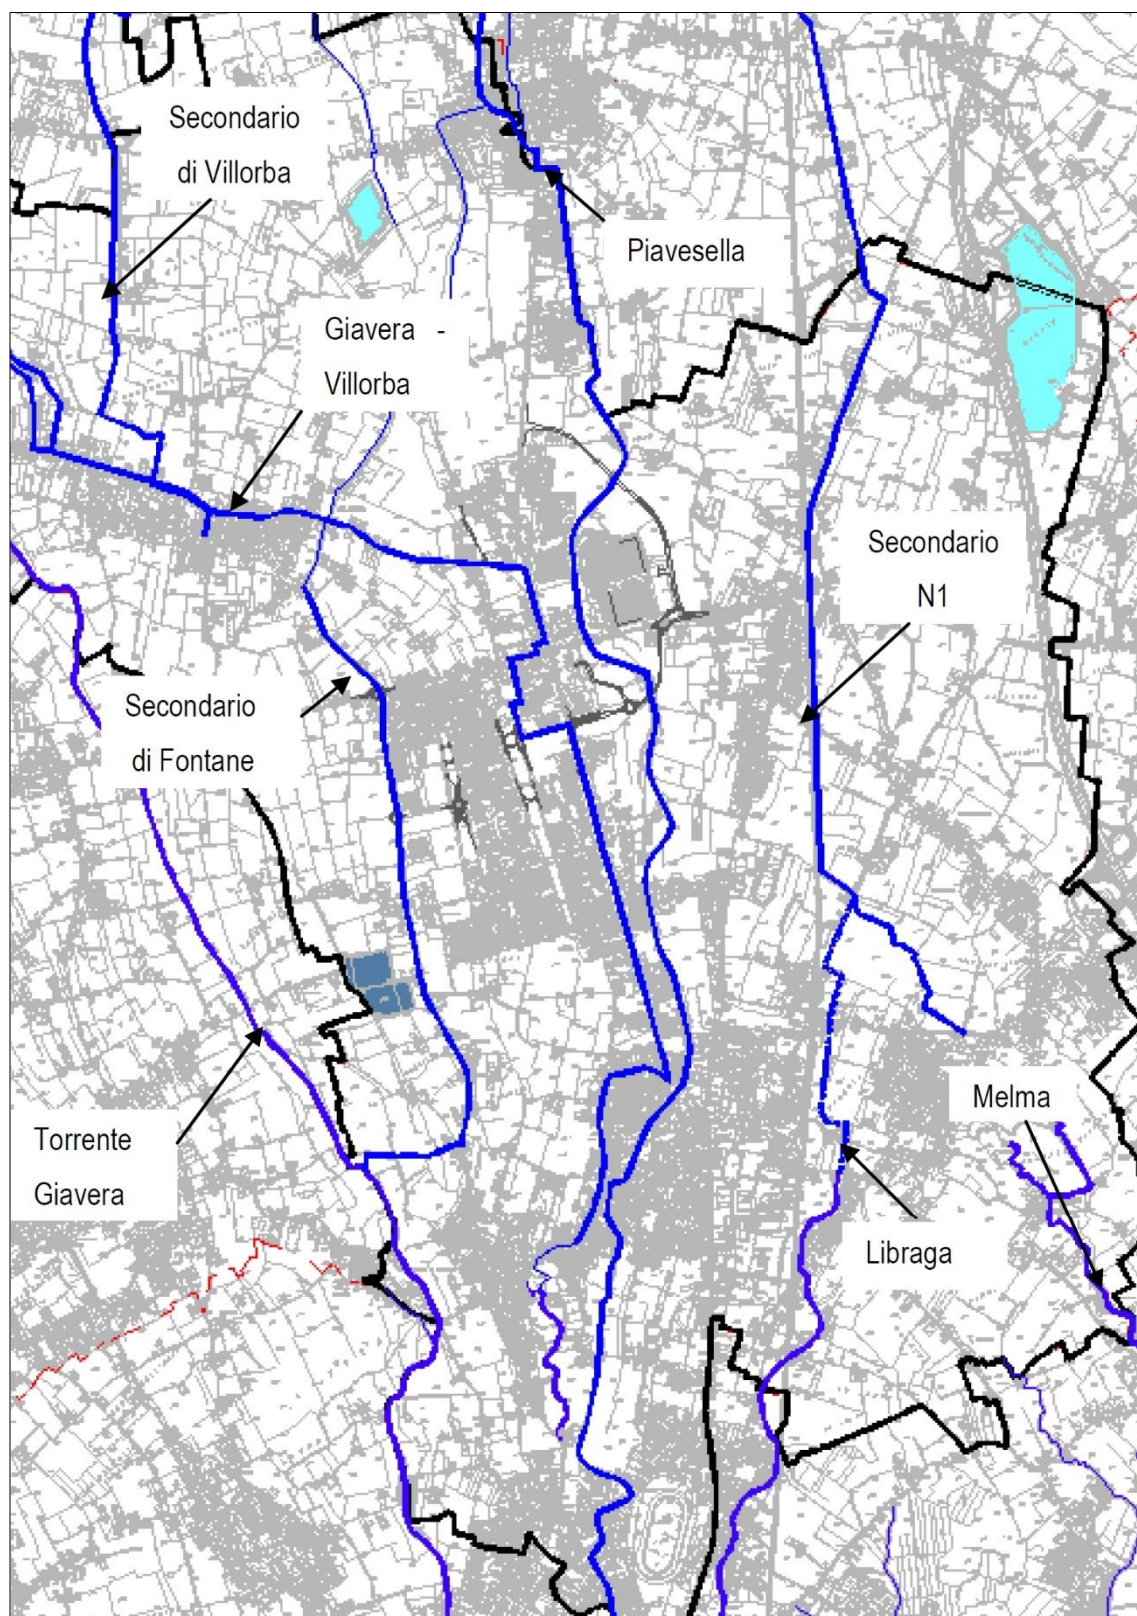 Secondario
di Villorba
Piavesella
Giavera -
Villorba
Secondario
N1
Secondario
di Fontane
Melma
Torrente
Giavera
Libraga